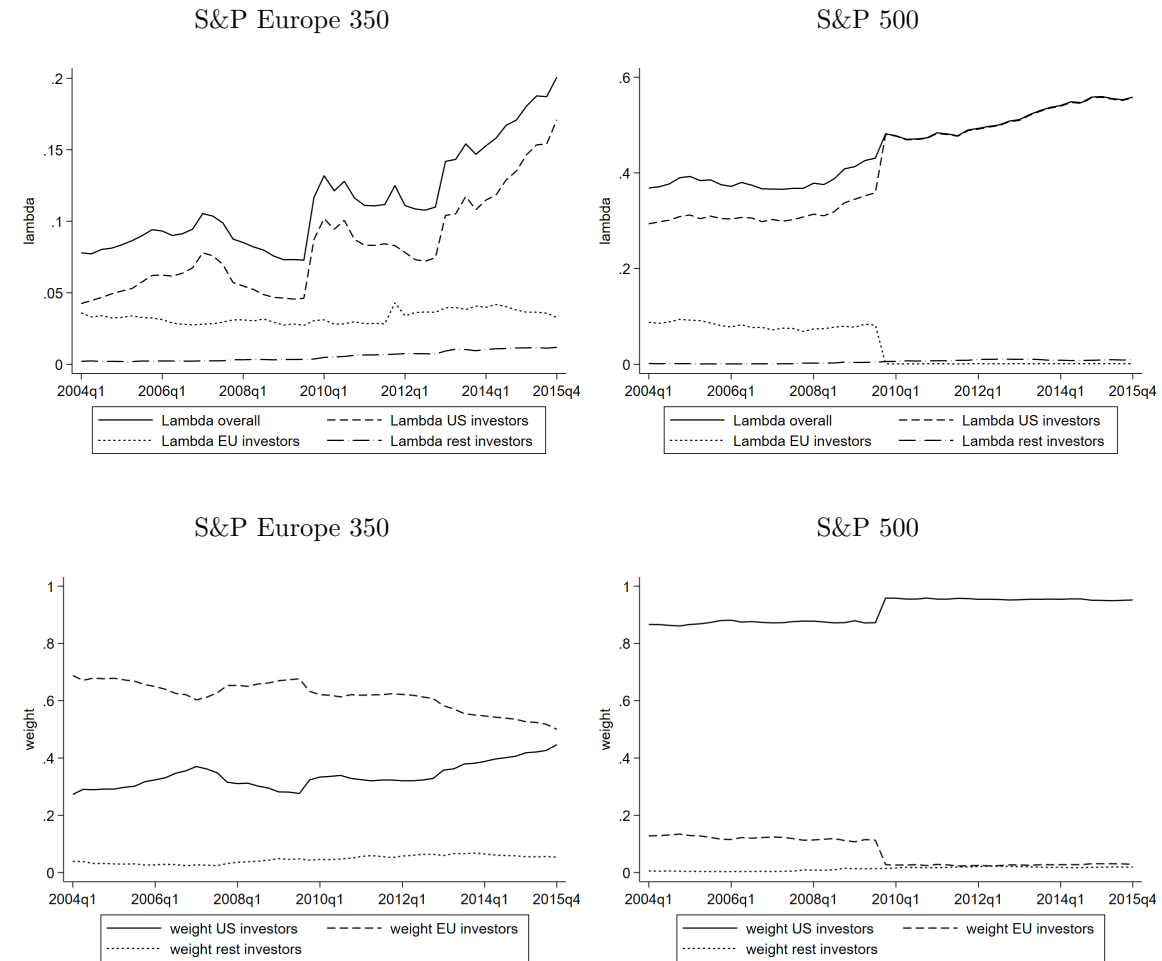 S&P Europe 350
S&P 500
.2
.15
.1
.05
0
lambda
2004q1 2006q1 2008q1 2010q1 2012q1 2014q1 2015q4
Lambda overall Lambda US investors
Lambda EU investors Lambda rest investors
.6
.4
.2
0
lambda
2004q1 2006q1 2008q1 2010q1 2012q1 2014q1 2015q4
Lambda overall Lambda US investors
Lambda EU investors Lambda rest investors
S&P Europe 350
S&P 500
1
.8
.6
.4
.2
0
weight
2004q1 2006q1 2008q1 2010q1 2012q1 2014q1 2015q4
weight US investors weight EU investors
weight rest investors
1
.8
.6
.4
.2
0
weight
2004q1 2006q1 2008q1 2010q1 2012q1 2014q1 2015q4
weight US investors weight EU investors
weight rest investors